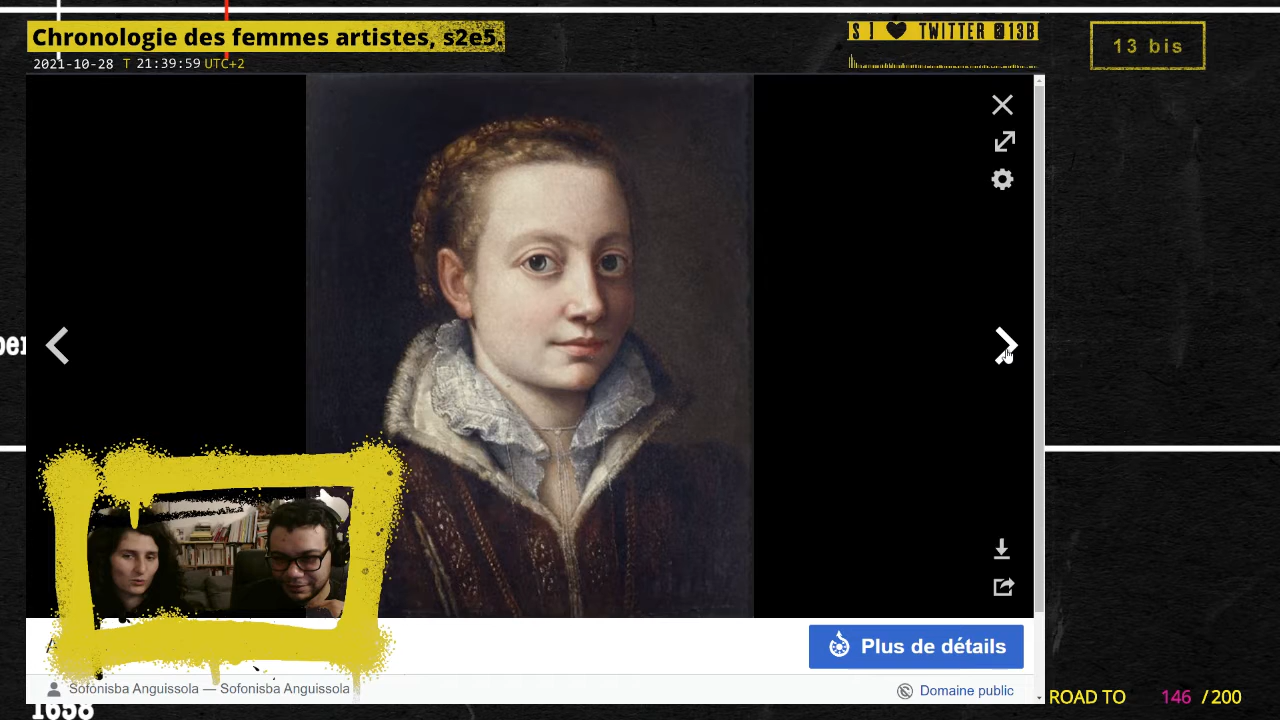 Chronologie des femmes artistes, s2e5
S ] ♥ TWITTER @13B
13 bis
2021-10-28 T 21:39:59 UTC+2
Plus de détails
Sofonisba Anguissola — Sofonisba Anguissola
Domaine public
ROAD TO 146 / 200
1658